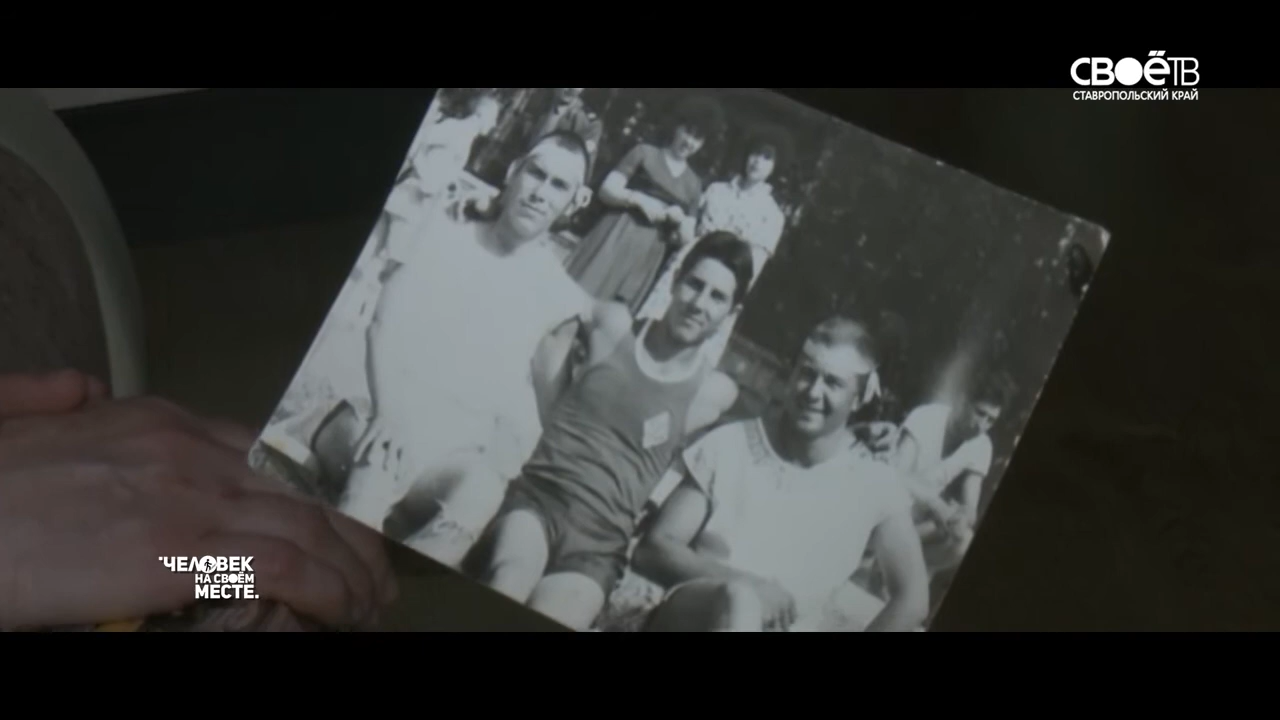 СВОЁТВ
СТАВРОПОЛЬСКИЙ КРАЙ
ЧЕЛОВЕК
НА СВОЁМ
МЕСТЕ.